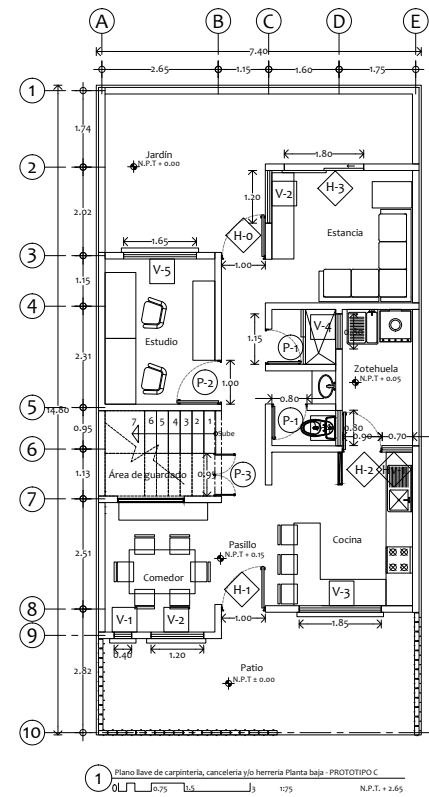 A B C D E
7.40
2.65 1.15 1.60 1.75
1
1.74
2
2.02
3
1.15
4
2.31
5
14.80
0.95
6
1.13
7
2.51
8
9
2.82
10
Jardín
N.P.T + 0.00
1.80
V-2
H-3
1.20
H-0
Estancia
1.65
1.00
V-5
1.15
V-4
P-1
Estudio
Zotehuela
N.P.T + 0.05
P-2
1.00
0.80
P-1
0.80
0.90
0.70
7 6 5 4 3 2 1
Sube
H-2
Área de guardado
0.95
P-3
Pasillo
N.P.T + 0.15
Cocina
Comedor
H-1
V-3
V-1
V-2
1.00
1.85
0.40
1.20
Patio
N.P.T ± 0.00
1
Plano llave de carpinteria, canceleria y/o herreria Planta baja - PROTOTIPO C
0 0.75 1.5 3 1:75 N.P.T. + 2.65